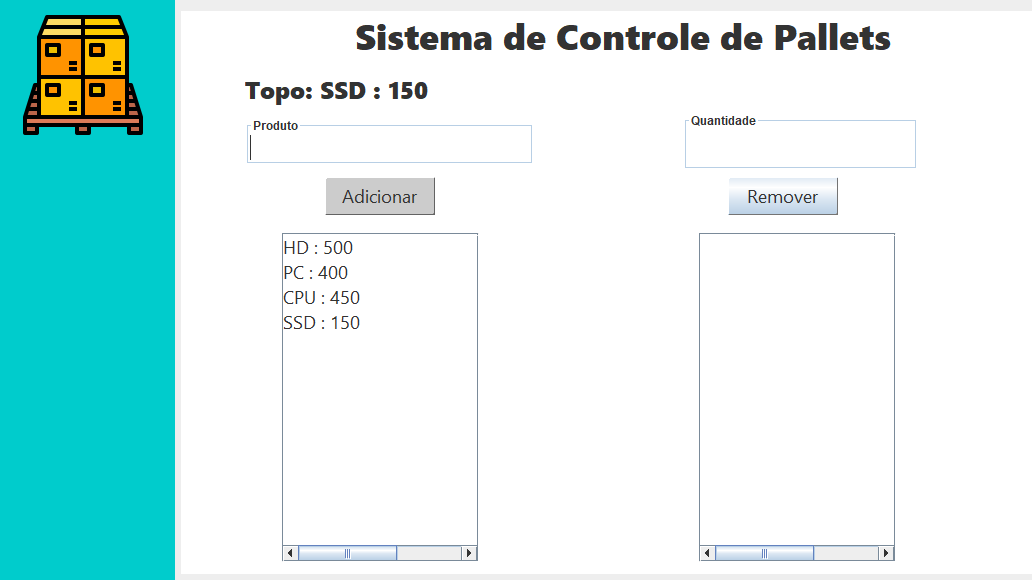 Sistema de Controle de Pallets
Topo: SSD : 150
Produto
Quantidade
Adicionar
Remover
HD : 500
PC : 400
CPU : 450
SSD : 150